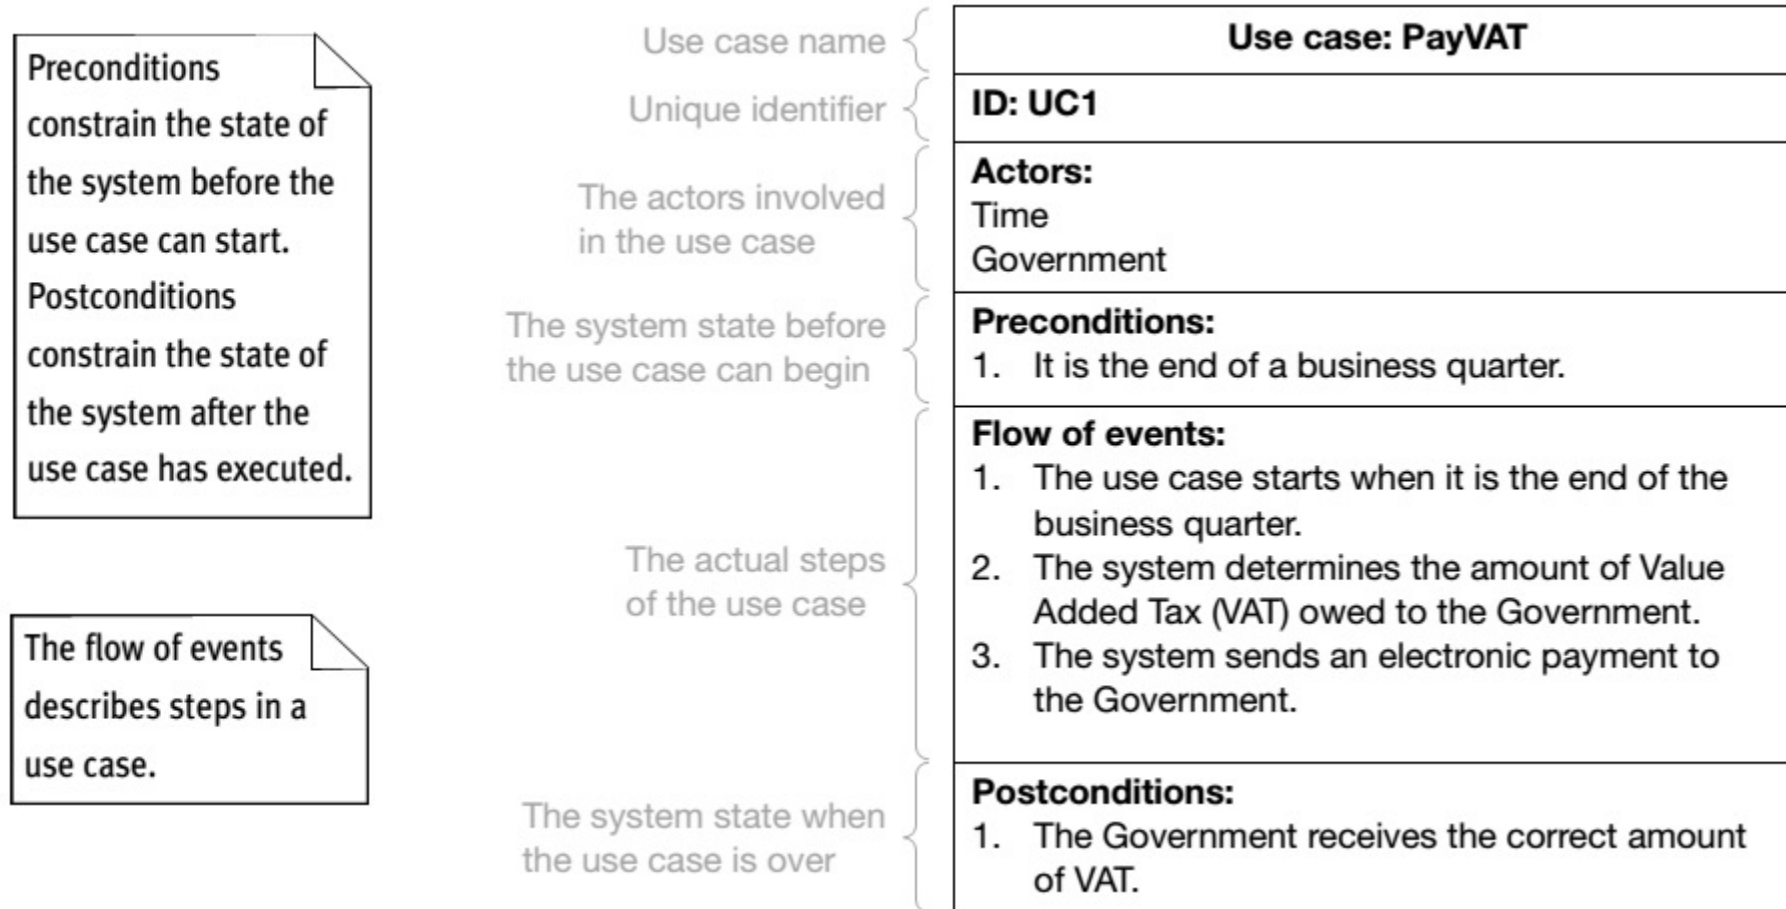 Preconditions
constrain the state of
the system before the
use case can start.
Postconditions
constrain the state of
the system after the
use case has executed.
The flow of events
describes steps in a
use case.
Use case name
Unique identifier
The actors involved
in the use case
The system state before
the use case can begin
The actual steps
of the use case
The system state when
the use case is over
Use case: PayVAT
ID: UC1
Actors:
Time
Government
Preconditions:
1. It is the end of a business quarter.
Flow of events:
1. The use case starts when it is the end of the
business quarter.
2. The system determines the amount of Value
Added Tax (VAT) owed to the Government.
3. The system sends an electronic payment to
the Government.
Postconditions:
1. The Government receives the correct amount
of VAT.